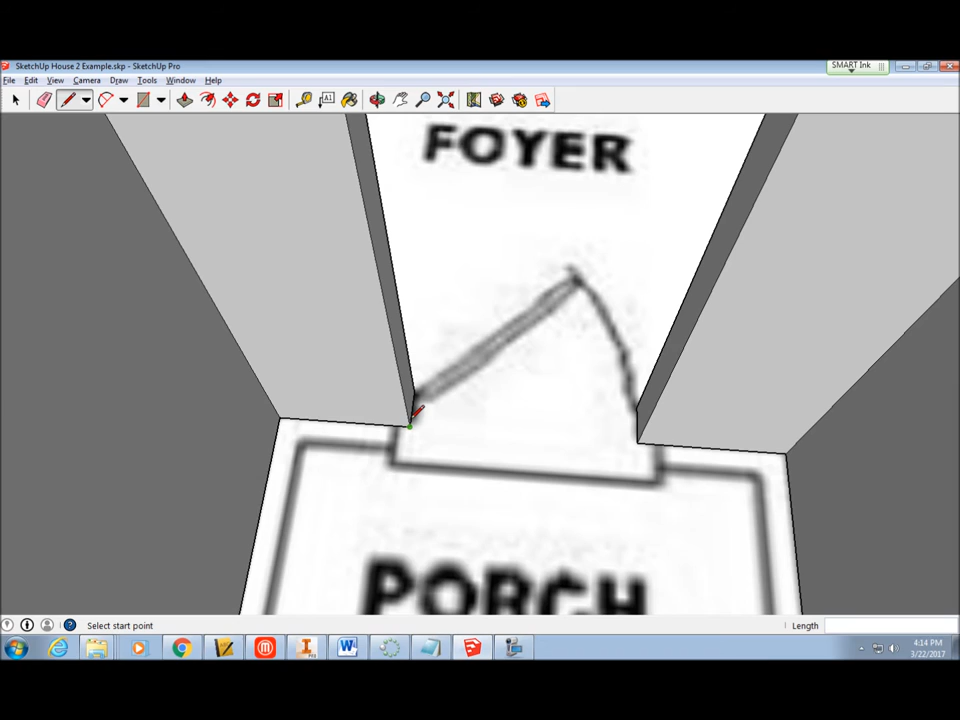 SketchUp House 2 Example.skp - SketchUp Pro
SMART Ink
File Edit View Camera Draw Tools Window Help
A1
FOYER
PORCH
Select start point
Length
4:14 PM
3/22/2017